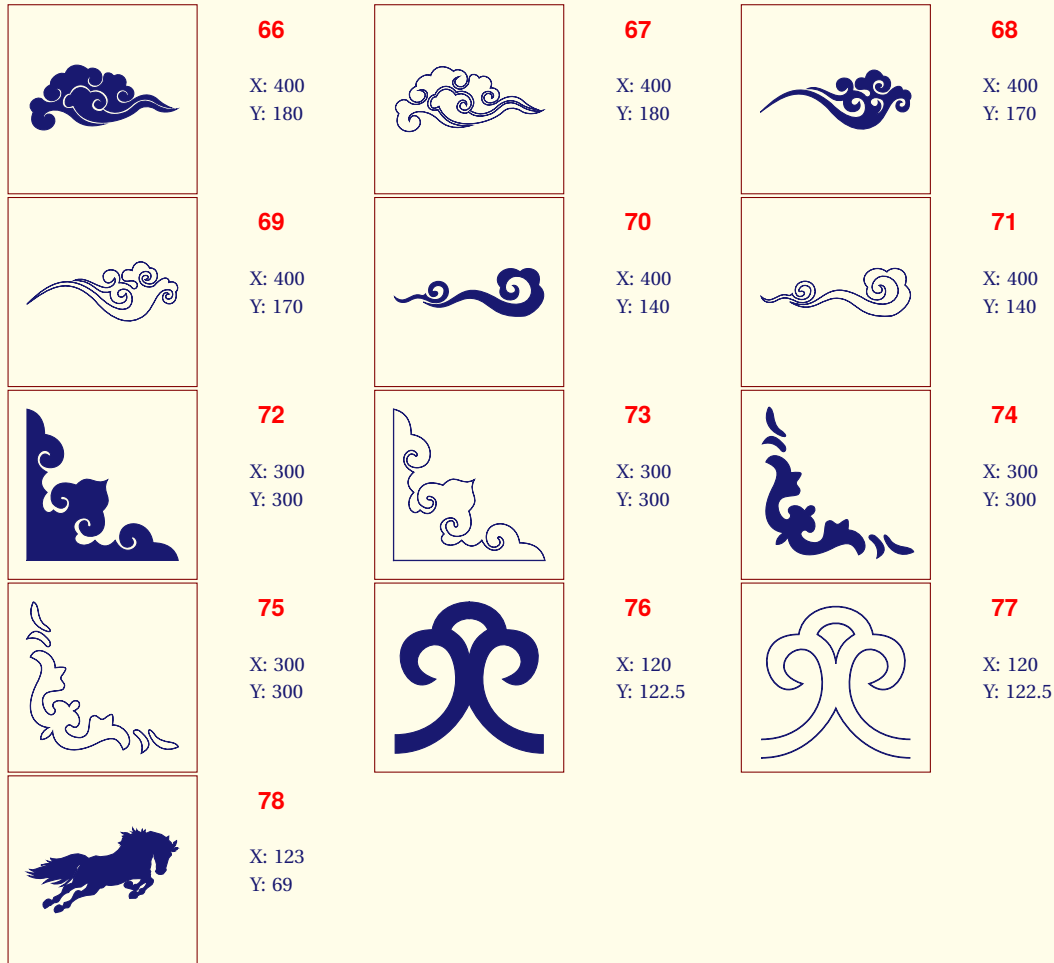 66
X: 400
Y: 180
67
X: 400
Y: 180
68
X: 400
Y: 170
69
X: 400
Y: 170
70
X: 400
Y: 140
71
X: 400
Y: 140
72
X: 300
Y: 300
73
X: 300
Y: 300
74
X: 300
Y: 300
75
X: 300
Y: 300
76
X: 120
Y: 122.5
77
X: 120
Y: 122.5
78
X: 123
Y: 69